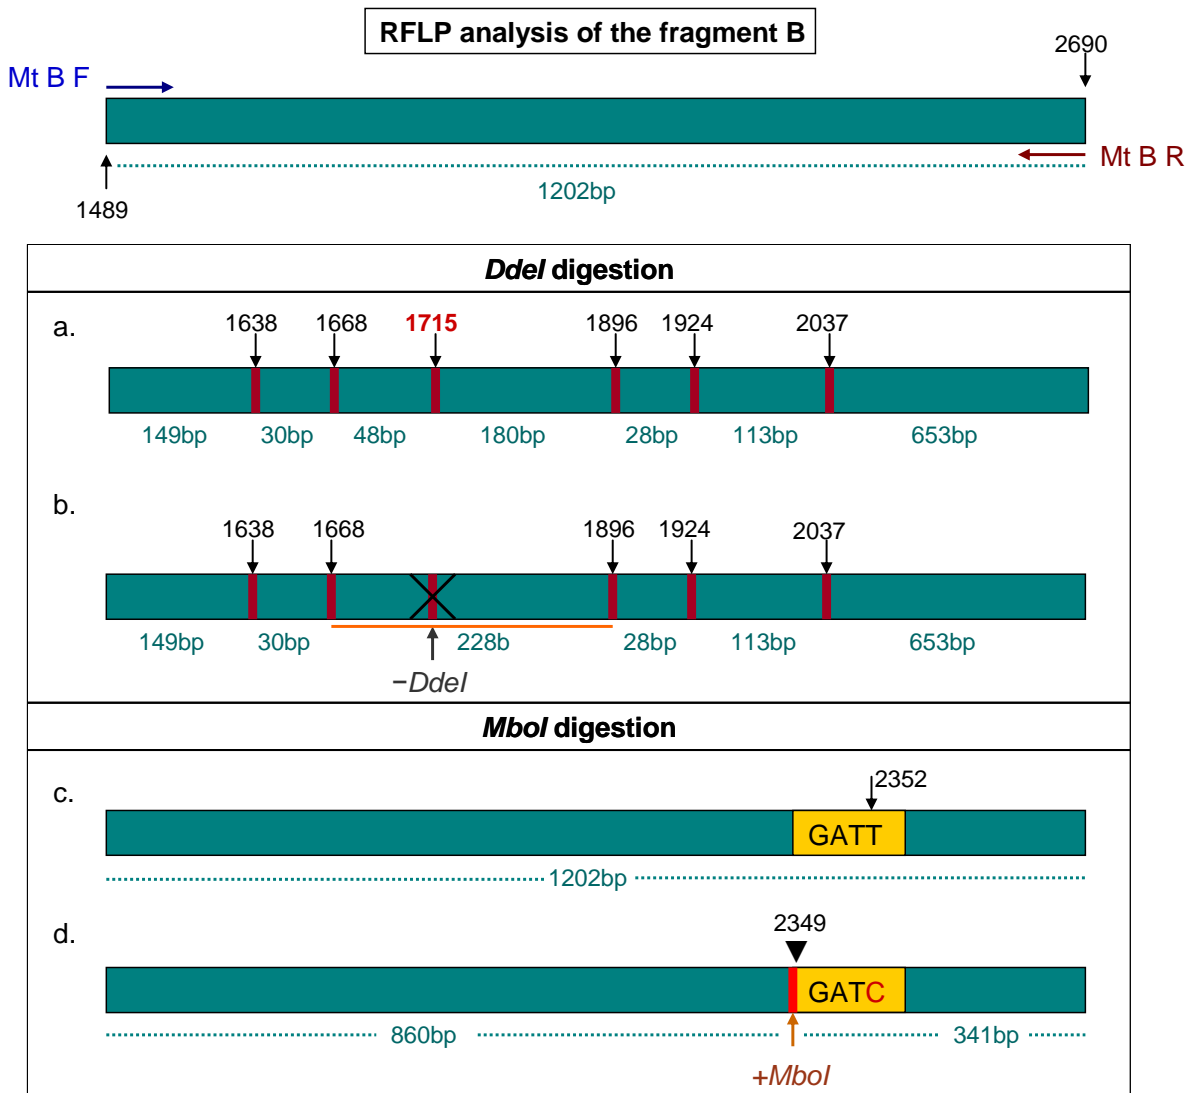 RFLP analysis of the fragment B
2690
Mt B F
Mt B R
1202bp
1489
DdeI digestion
a.
1638 1668 1715 1896 1924 2037
149bp 30bp 48bp 180bp 28bp 113bp 653bp
b.
1638 1668 1896 1924 2037
149bp 30bp 228b 28bp 113bp 653bp
−DdeI
MboI digestion
c.
2352
GATT
1202bp
d.
2349
GATC
860bp 341bp
+MboI